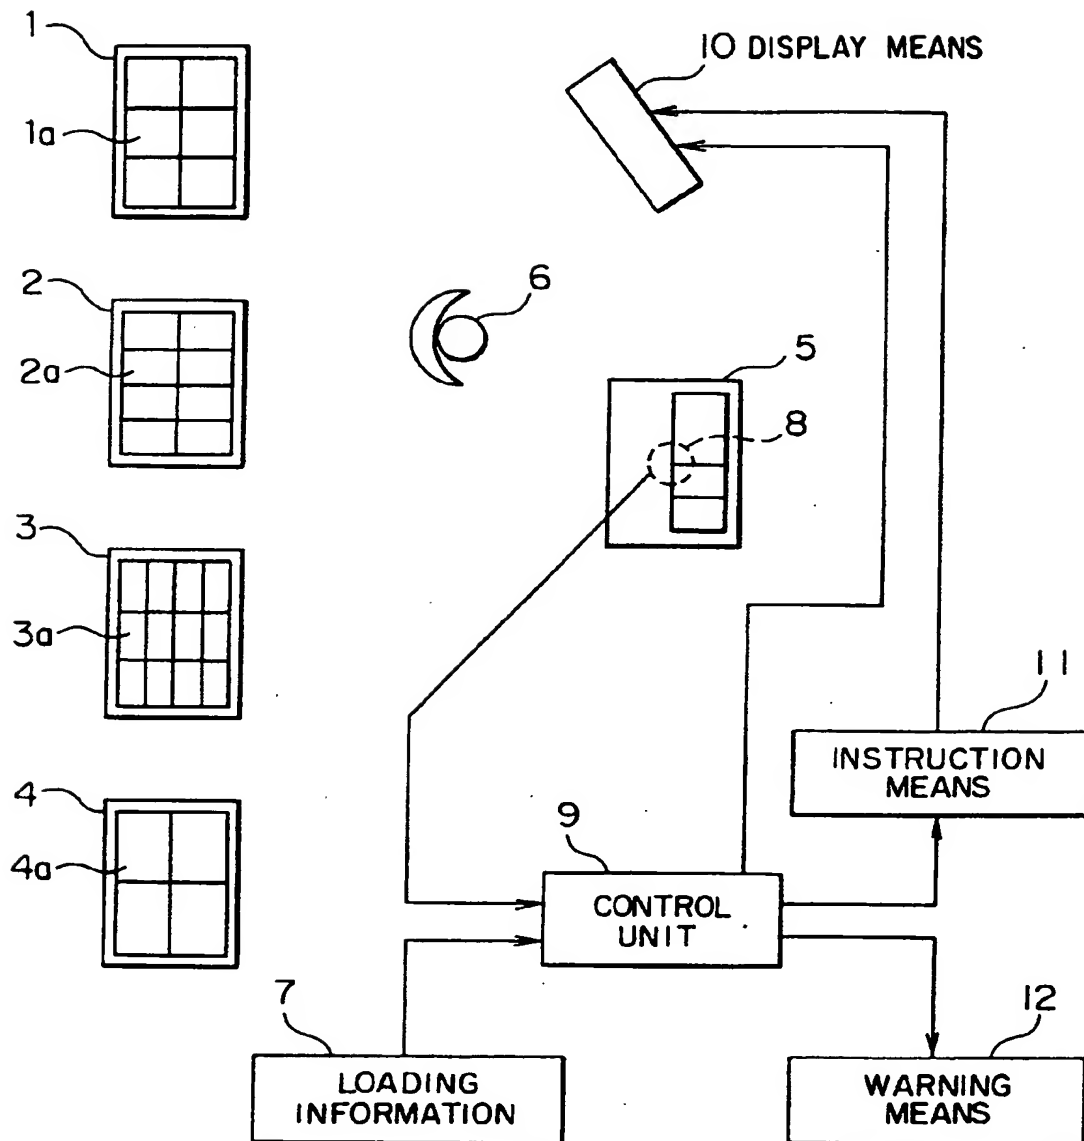 1
10 DISPLAY MEANS
1a
2
6
2a
5
8
3
3a
11
INSTRUCTION
MEANS
4
9
4a
CONTROL
UNIT
7
12
LOADING
INFORMATION
WARNING
MEANS